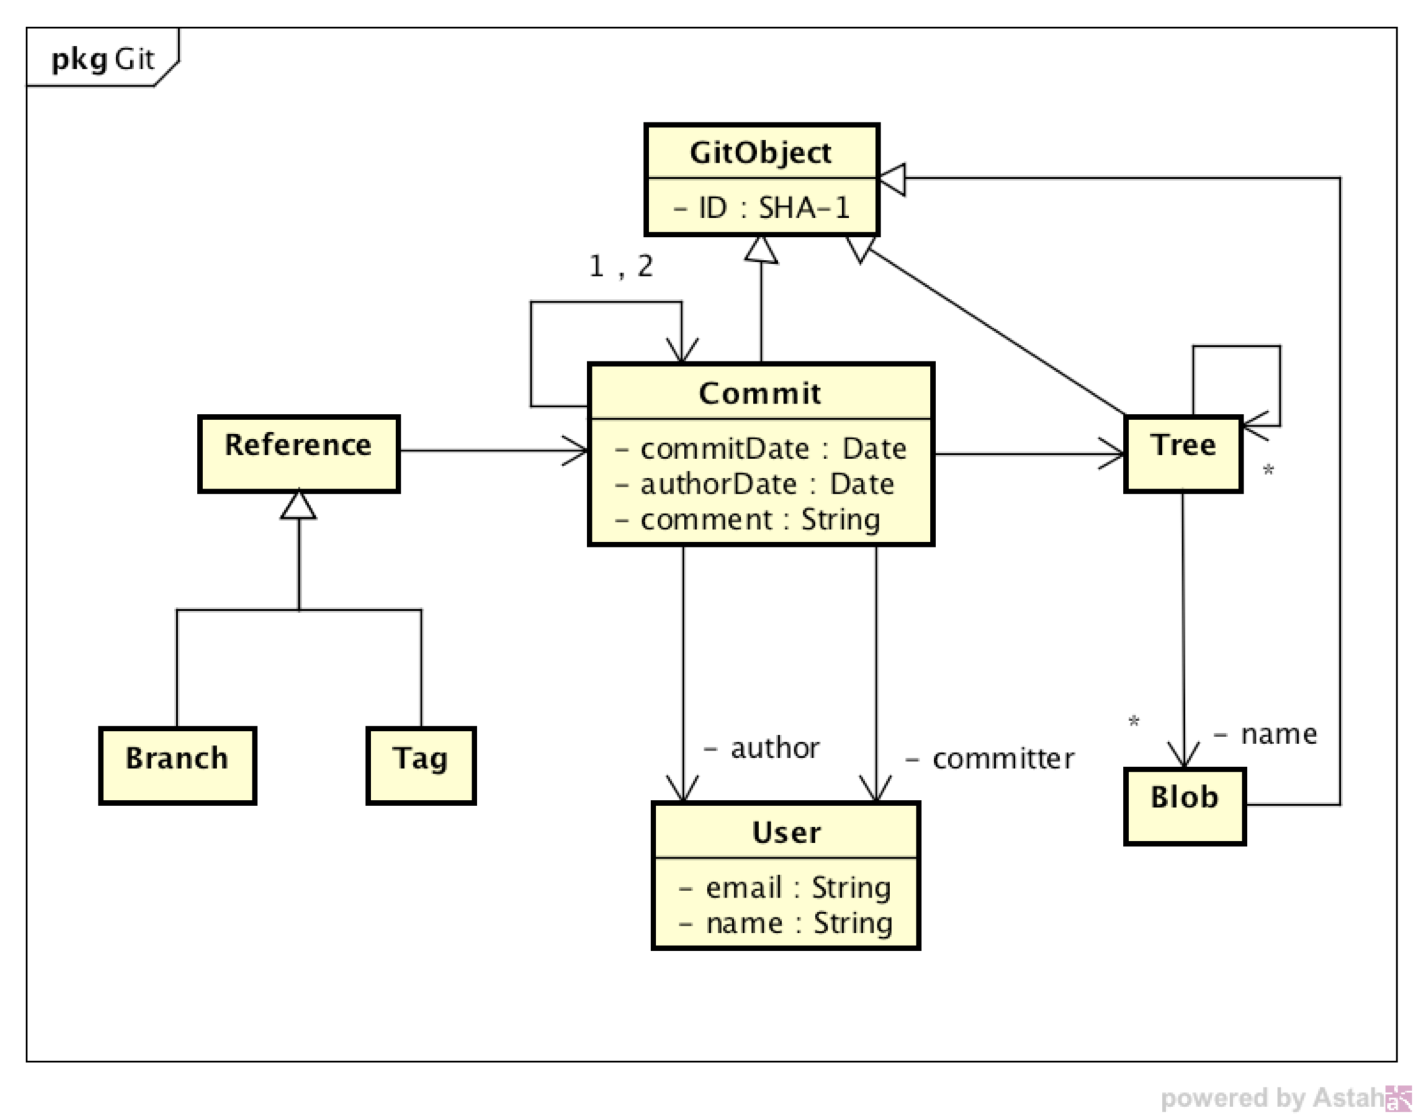 pkg Git
GitObject
- ID : SHA-1
1 , 2
Commit
- commitDate : Date
- authorDate : Date
- comment : String
Reference
Tree
*
Branch
Tag
- author
- committer
*
- name
Blob
User
- email : String
- name : String
powered by Astah